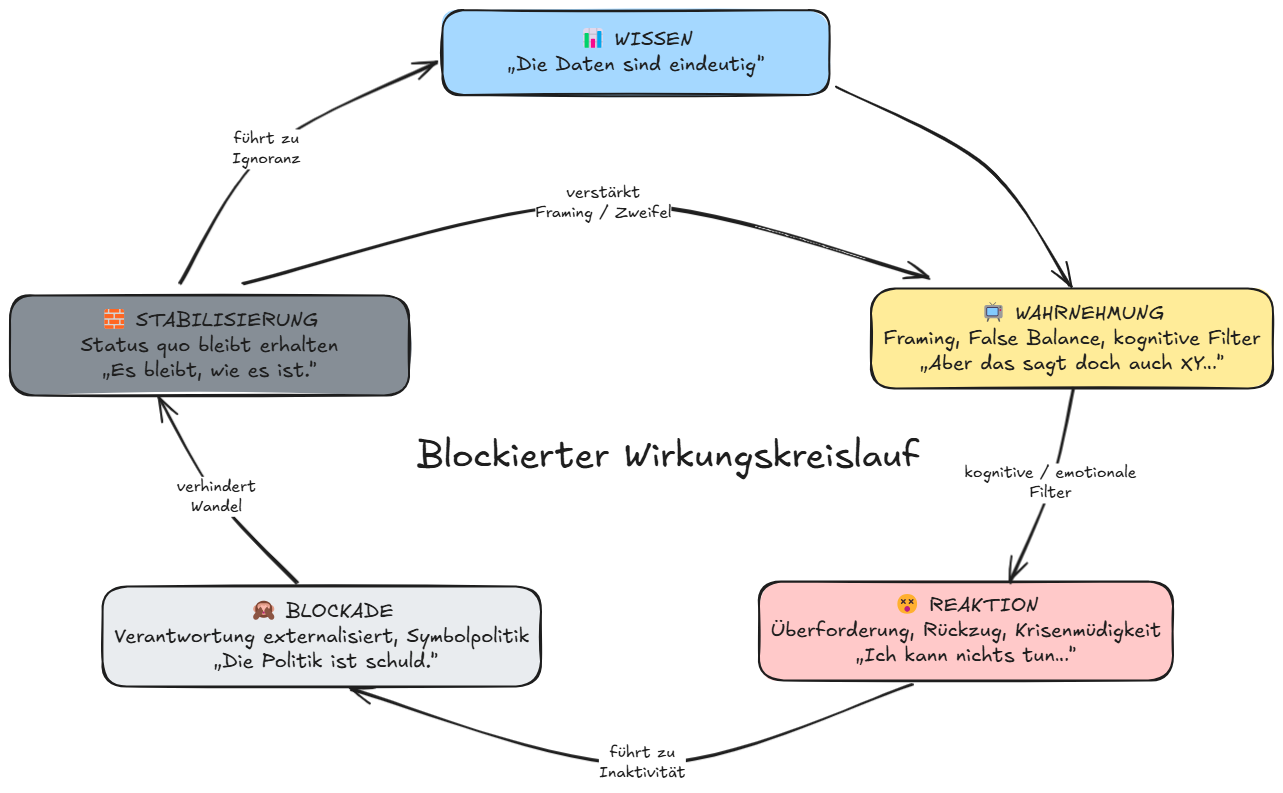 📊 WISSEN
„Die Daten sind eindeutig"
führt zu
Ignoranz
verstärkt
Framing / Zweifel
🧱 STABILISIERUNG
Status quo bleibt erhalten
„Es bleibt, wie es ist."
📺 WAHRNEHMUNG
Framing, False Balance, kognitive Filter
„Aber das sagt doch auch XY..."
Blockierter Wirkungskreislauf
verhindert
Wandel
kognitive / emotionale
Filter
🙈 BLOCKADE
Verantwortung externalisiert, Symbolpolitik
„Die Politik ist schuld."
😵 REAKTION
Überforderung, Rückzug, Krisenmüdigkeit
„Ich kann nichts tun..."
führt zu
Inaktivität